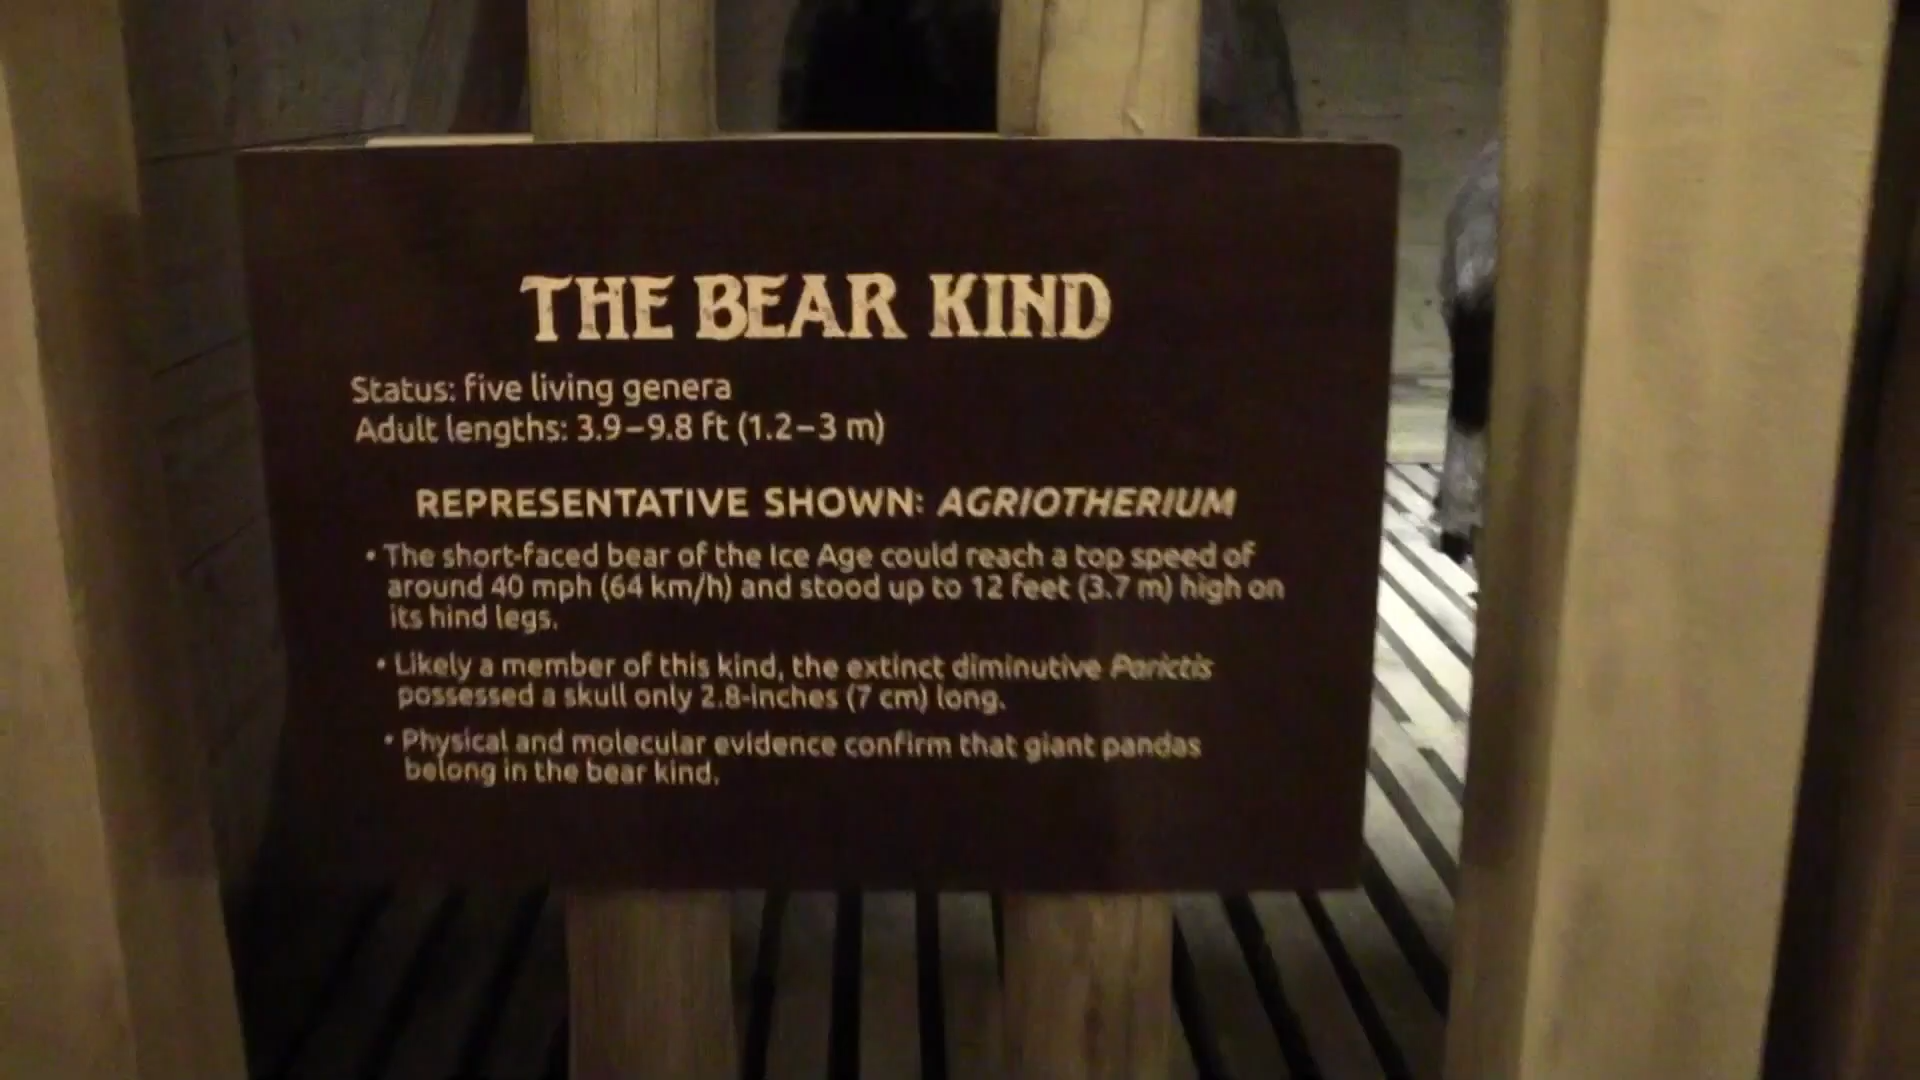 THE BEAR KIND
Status: five living genera
Adult lengths: 3.9–9.8 ft (1.2–3 m)
REPRESENTATIVE SHOWN: AGRIOTHERIUM
• The short-faced bear of the Ice Age could reach a top speed of
around 40 mph (64 km/h) and stood up to 12 feet (3.7 m) high on
its hind legs.
• Likely a member of this kind, the extinct diminutive Parictis
possessed a skull only 2.8-inches (7 cm) long.
• Physical and molecular evidence confirm that giant pandas
belong in the bear kind.